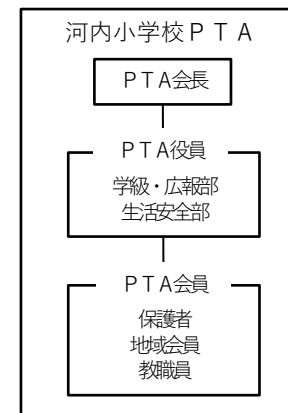 河内小学校ＰＴＡ
ＰＴＡ会長
ＰＴＡ役員
学級・広報部
生活安全部
ＰＴＡ会員
保護者
地域会員
教職員